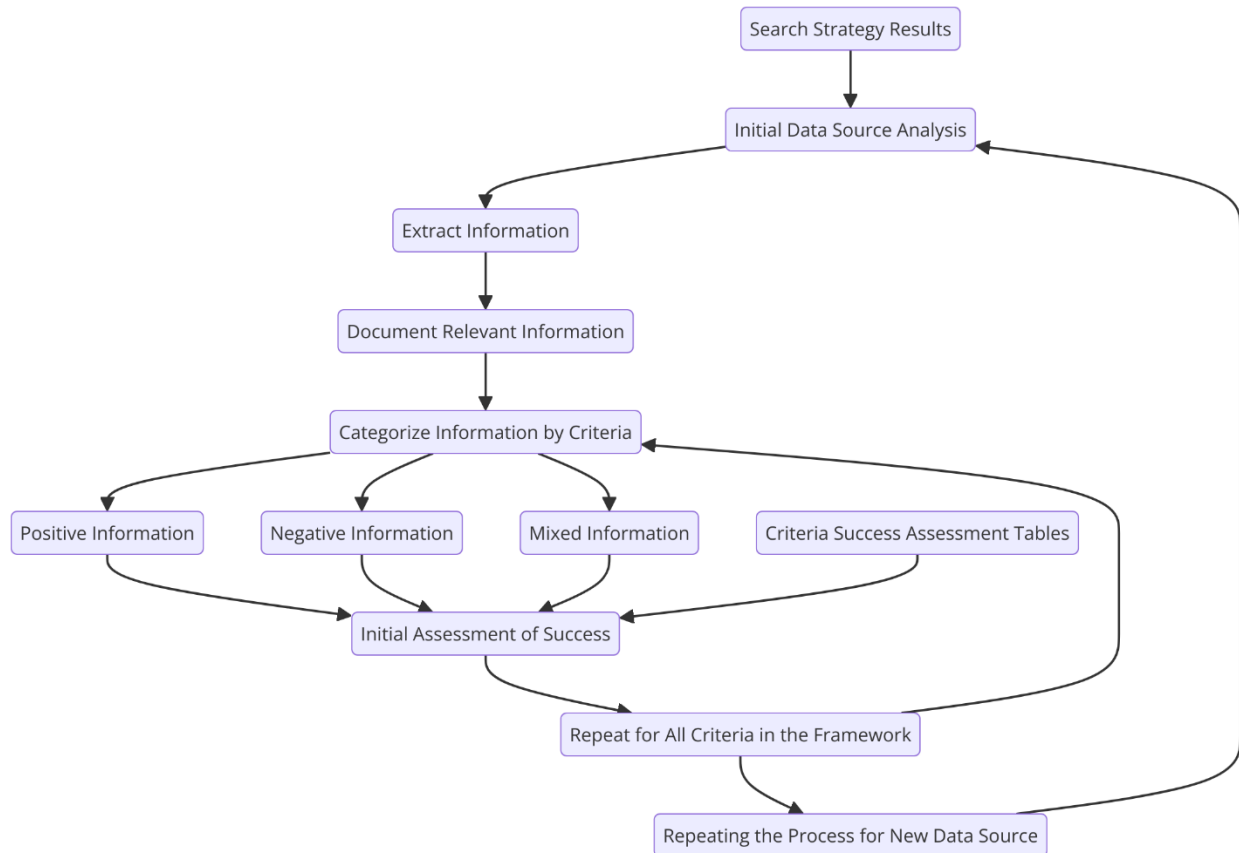 Search Strategy Results
Initial Data Source Analysis
Extract Information
Document Relevant Information
Categorize Information by Criteria
Positive Information
Negative Information
Mixed Information
Criteria Success Assessment Tables
Initial Assessment of Success
Repeat for All Criteria in the Framework
Repeating the Process for New Data Source